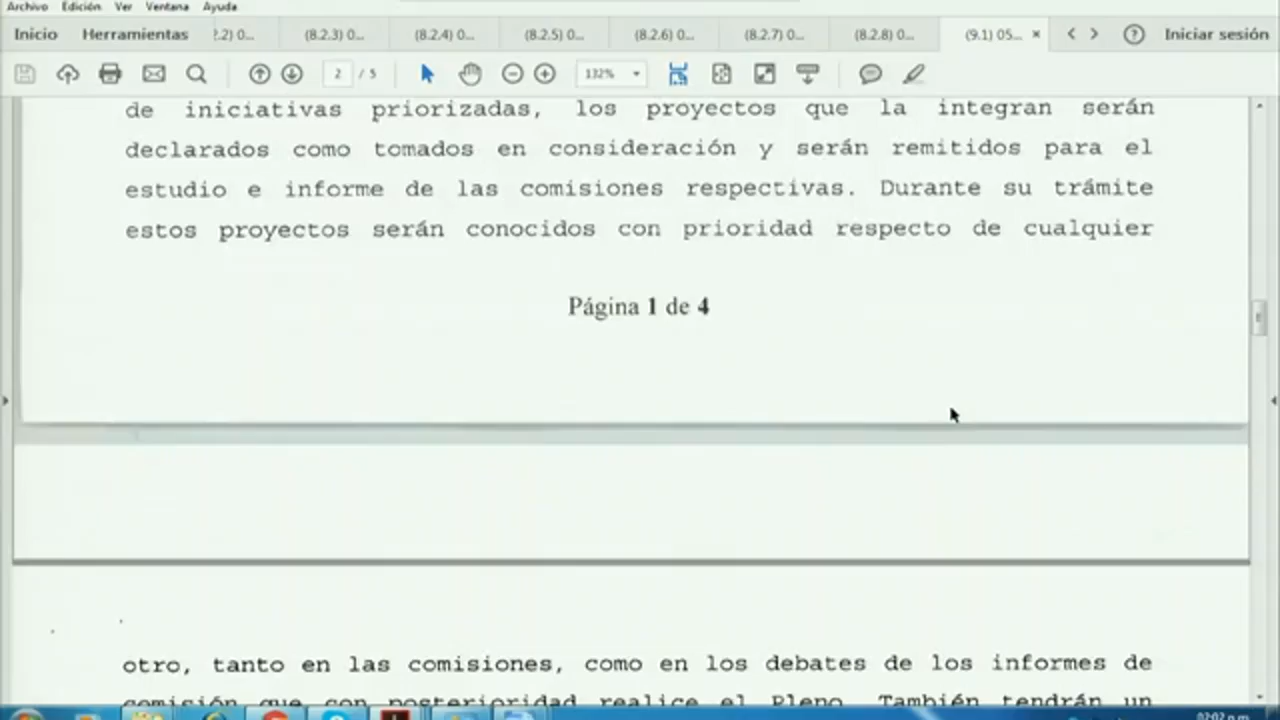 Archivo Edición Ver Ventana Ayuda
Inicio Herramientas 2.2) 0... (8.2.3) 0... (8.2.4) 0... (8.2.5) 0... (8.2.6) 0... (8.2.7) 0... (8.2.8) 0... (9.1) 05... × Iniciar sesión
2 / 5 132%
de iniciativas priorizadas, los proyectos que la integran serán
declarados como tomados en consideración y serán remitidos para el
estudio e informe de las comisiones respectivas. Durante su trámite
estos proyectos serán conocidos con prioridad respecto de cualquier
Página 1 de 4
otro, tanto en las comisiones, como en los debates de los informes de
comisión que con posterioridad realice el Pleno. También tendrán un
02:02 p.m.